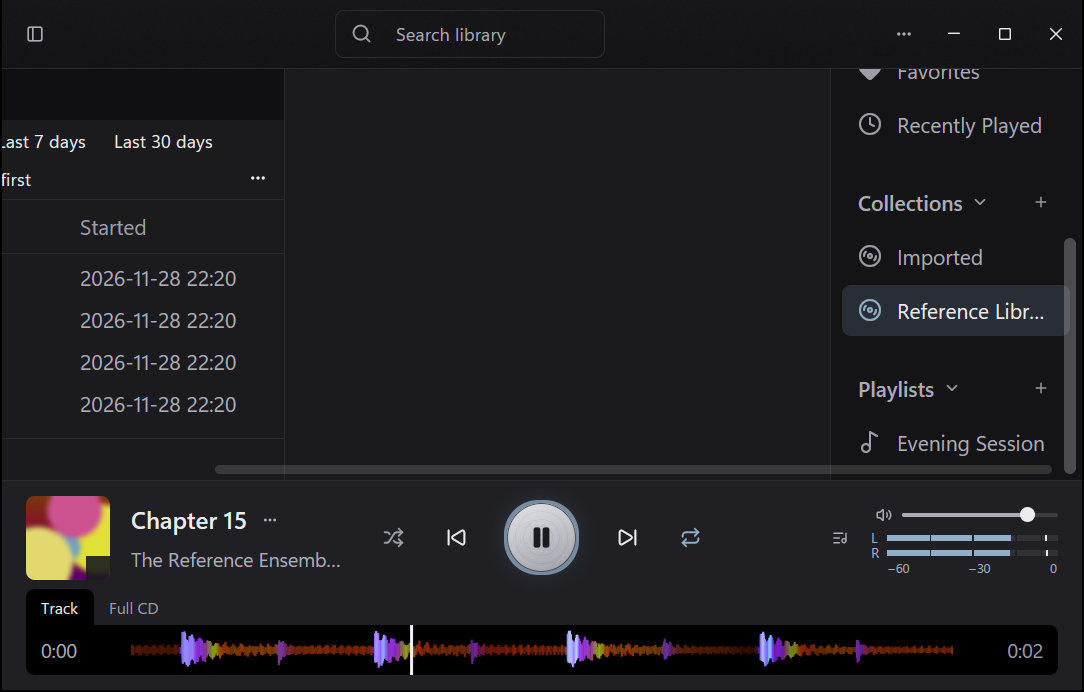 Search library
Last 7 days Last 30 days
first
Started
2026-11-28 22:20
2026-11-28 22:20
2026-11-28 22:20
2026-11-28 22:20
Favorites
Recently Played
Collections
Imported
Reference Libr...
Playlists
Evening Session
Chapter 15
The Reference Ensemb...
L
R
-60 -30 0
Track Full CD
0:00 0:02